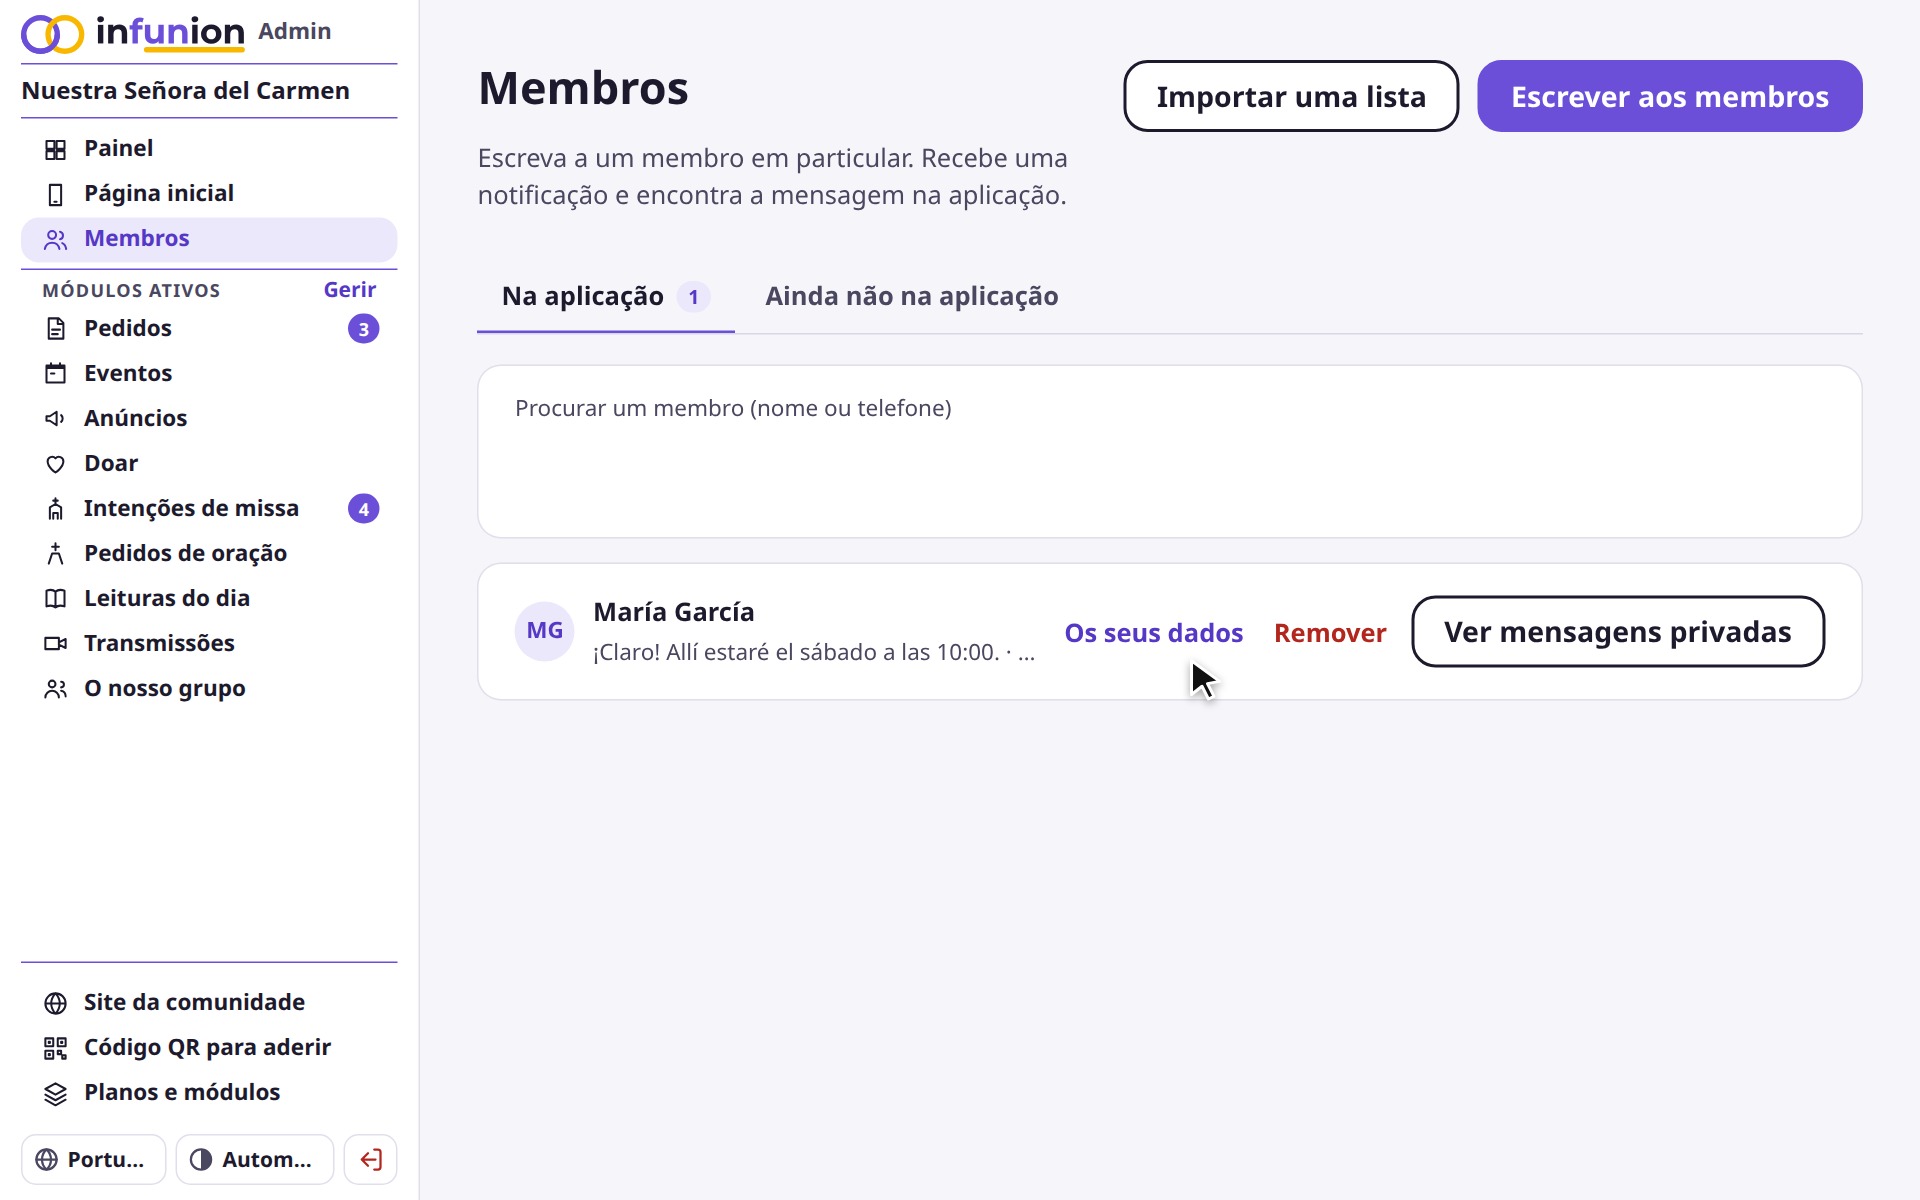 infunion Admin
Nuestra Señora del Carmen
Painel
Página inicial
Membros
MÓDULOS ATIVOS Gerir
Pedidos 3
Eventos
Anúncios
Doar
Intenções de missa 4
Pedidos de oração
Leituras do dia
Transmissões
O nosso grupo
Site da comunidade
Código QR para aderir
Planos e módulos
Portu... Autom...
Membros
Importar uma lista
Escrever aos membros
Escreva a um membro em particular. Recebe uma
notificação e encontra a mensagem na aplicação.
Na aplicação 1
Ainda não na aplicação
Procurar um membro (nome ou telefone)
MG
María García
¡Claro! Allí estaré el sábado a las 10:00. · ...
Os seus dados
Remover
Ver mensagens privadas